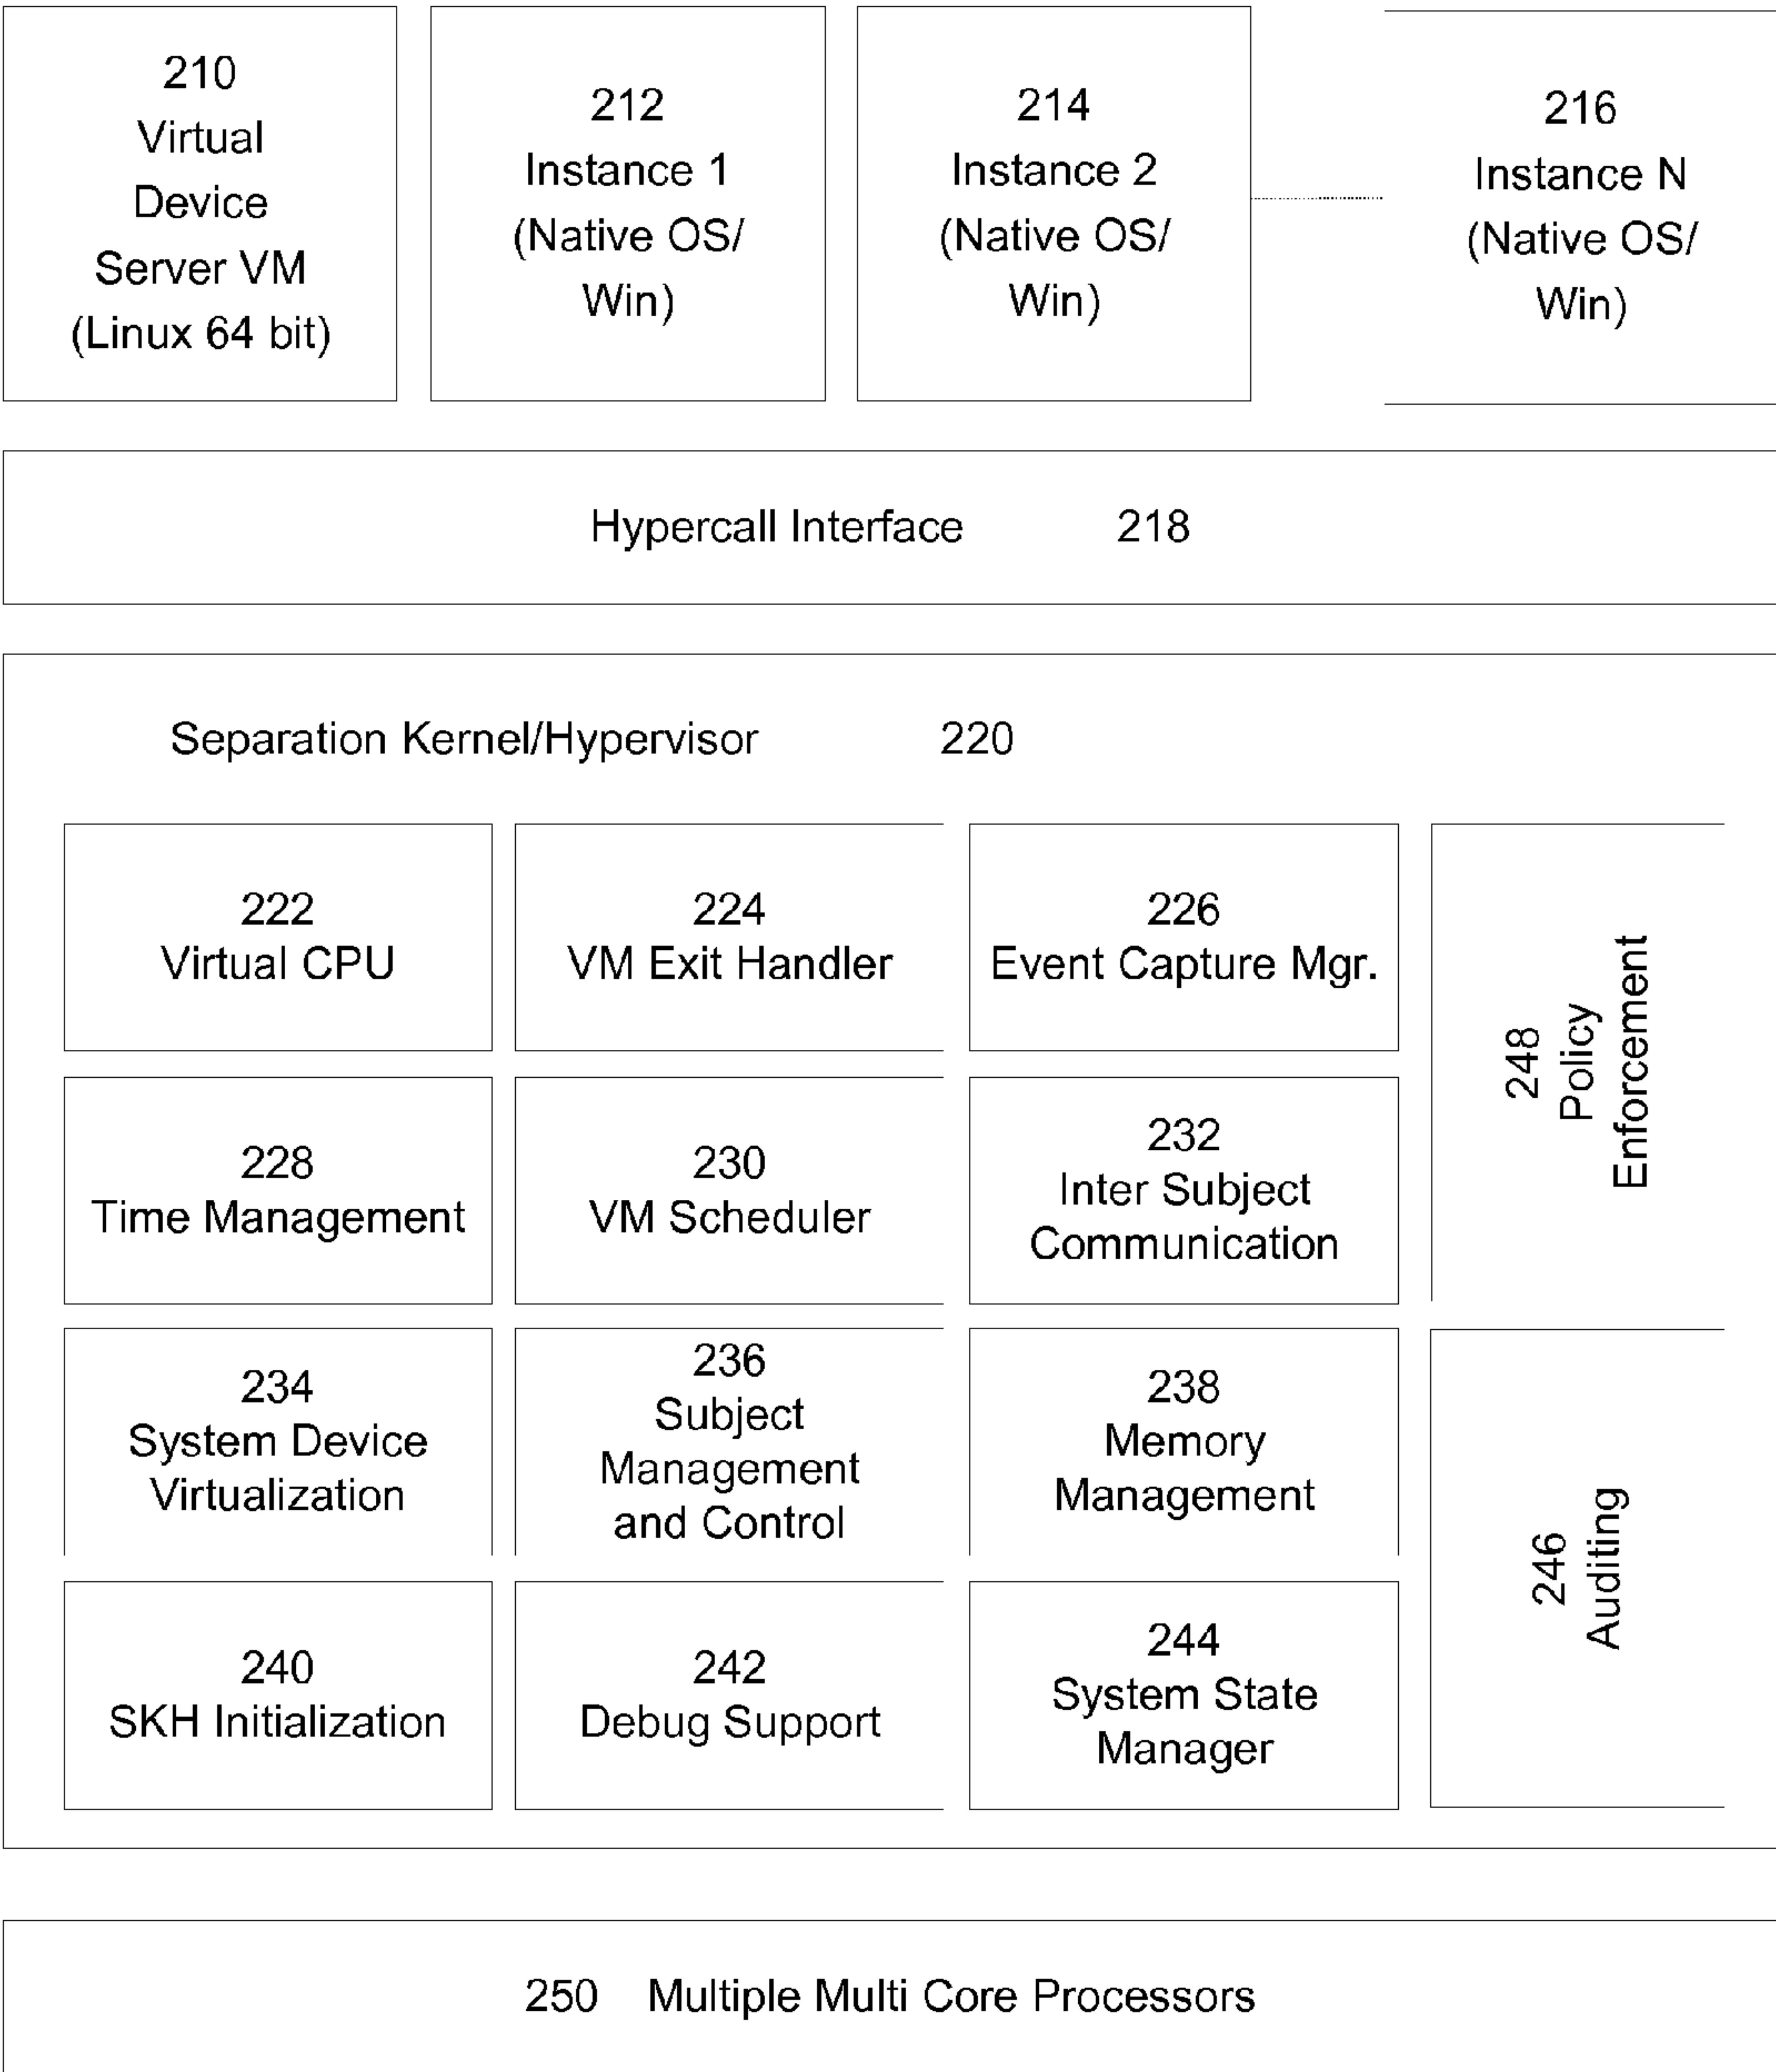 210
Virtual
Device
Server VM
(Linux 64 bit)
212
Instance 1
(Native OS/
Win)
214
Instance 2
(Native OS/
Win)
216
Instance N
(Native OS/
Win)
Hypercall Interface 218
Separation Kernel/Hypervisor 220
222
Virtual CPU
224
VM Exit Handler
226
Event Capture Mgr.
248
Policy
Enforcement
228
Time Management
230
VM Scheduler
232
Inter Subject
Communication
234
System Device
Virtualization
236
Subject
Management
and Control
238
Memory
Management
246
Auditing
240
SKH Initialization
242
Debug Support
244
System State
Manager
250 Multiple Multi Core Processors